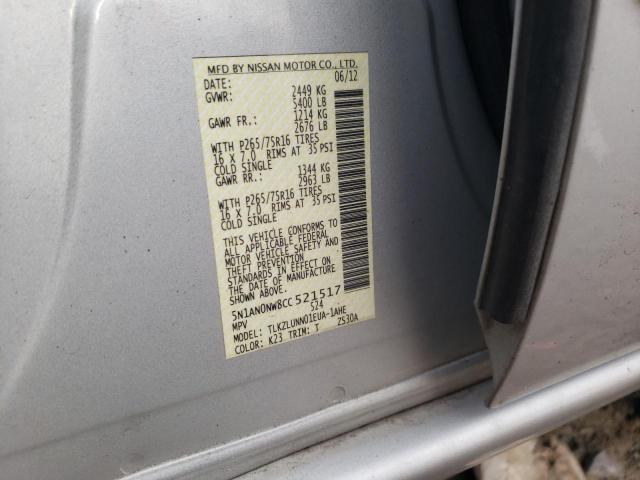 MFD BY NISSAN MOTOR CO., LTD.
DATE: 06/12
GVWR: 2449 KG
5400 LB
GAWR FR.: 1214 KG
2676 LB
WITH P265/75R16 TIRES
16 X 7.0 RIMS AT 35 PSI
COLD SINGLE
GAWR RR.: 1344 KG
2963 LB
WITH P265/75R16 TIRES
16 X 7.0 RIMS AT 35 PSI
COLD SINGLE
THIS VEHICLE CONFORMS TO
ALL APPLICABLE FEDERAL
MOTOR VEHICLE SAFETY AND
THEFT PREVENTION
STANDARDS IN EFFECT ON
THE DATE OF MANUFACTURE
SHOWN ABOVE.
5N1AN0NW8CC521517
MPV 524
MODEL: TLKZLUNN01EUA-1AHE
COLOR: K23 TRIM: T ZS30A